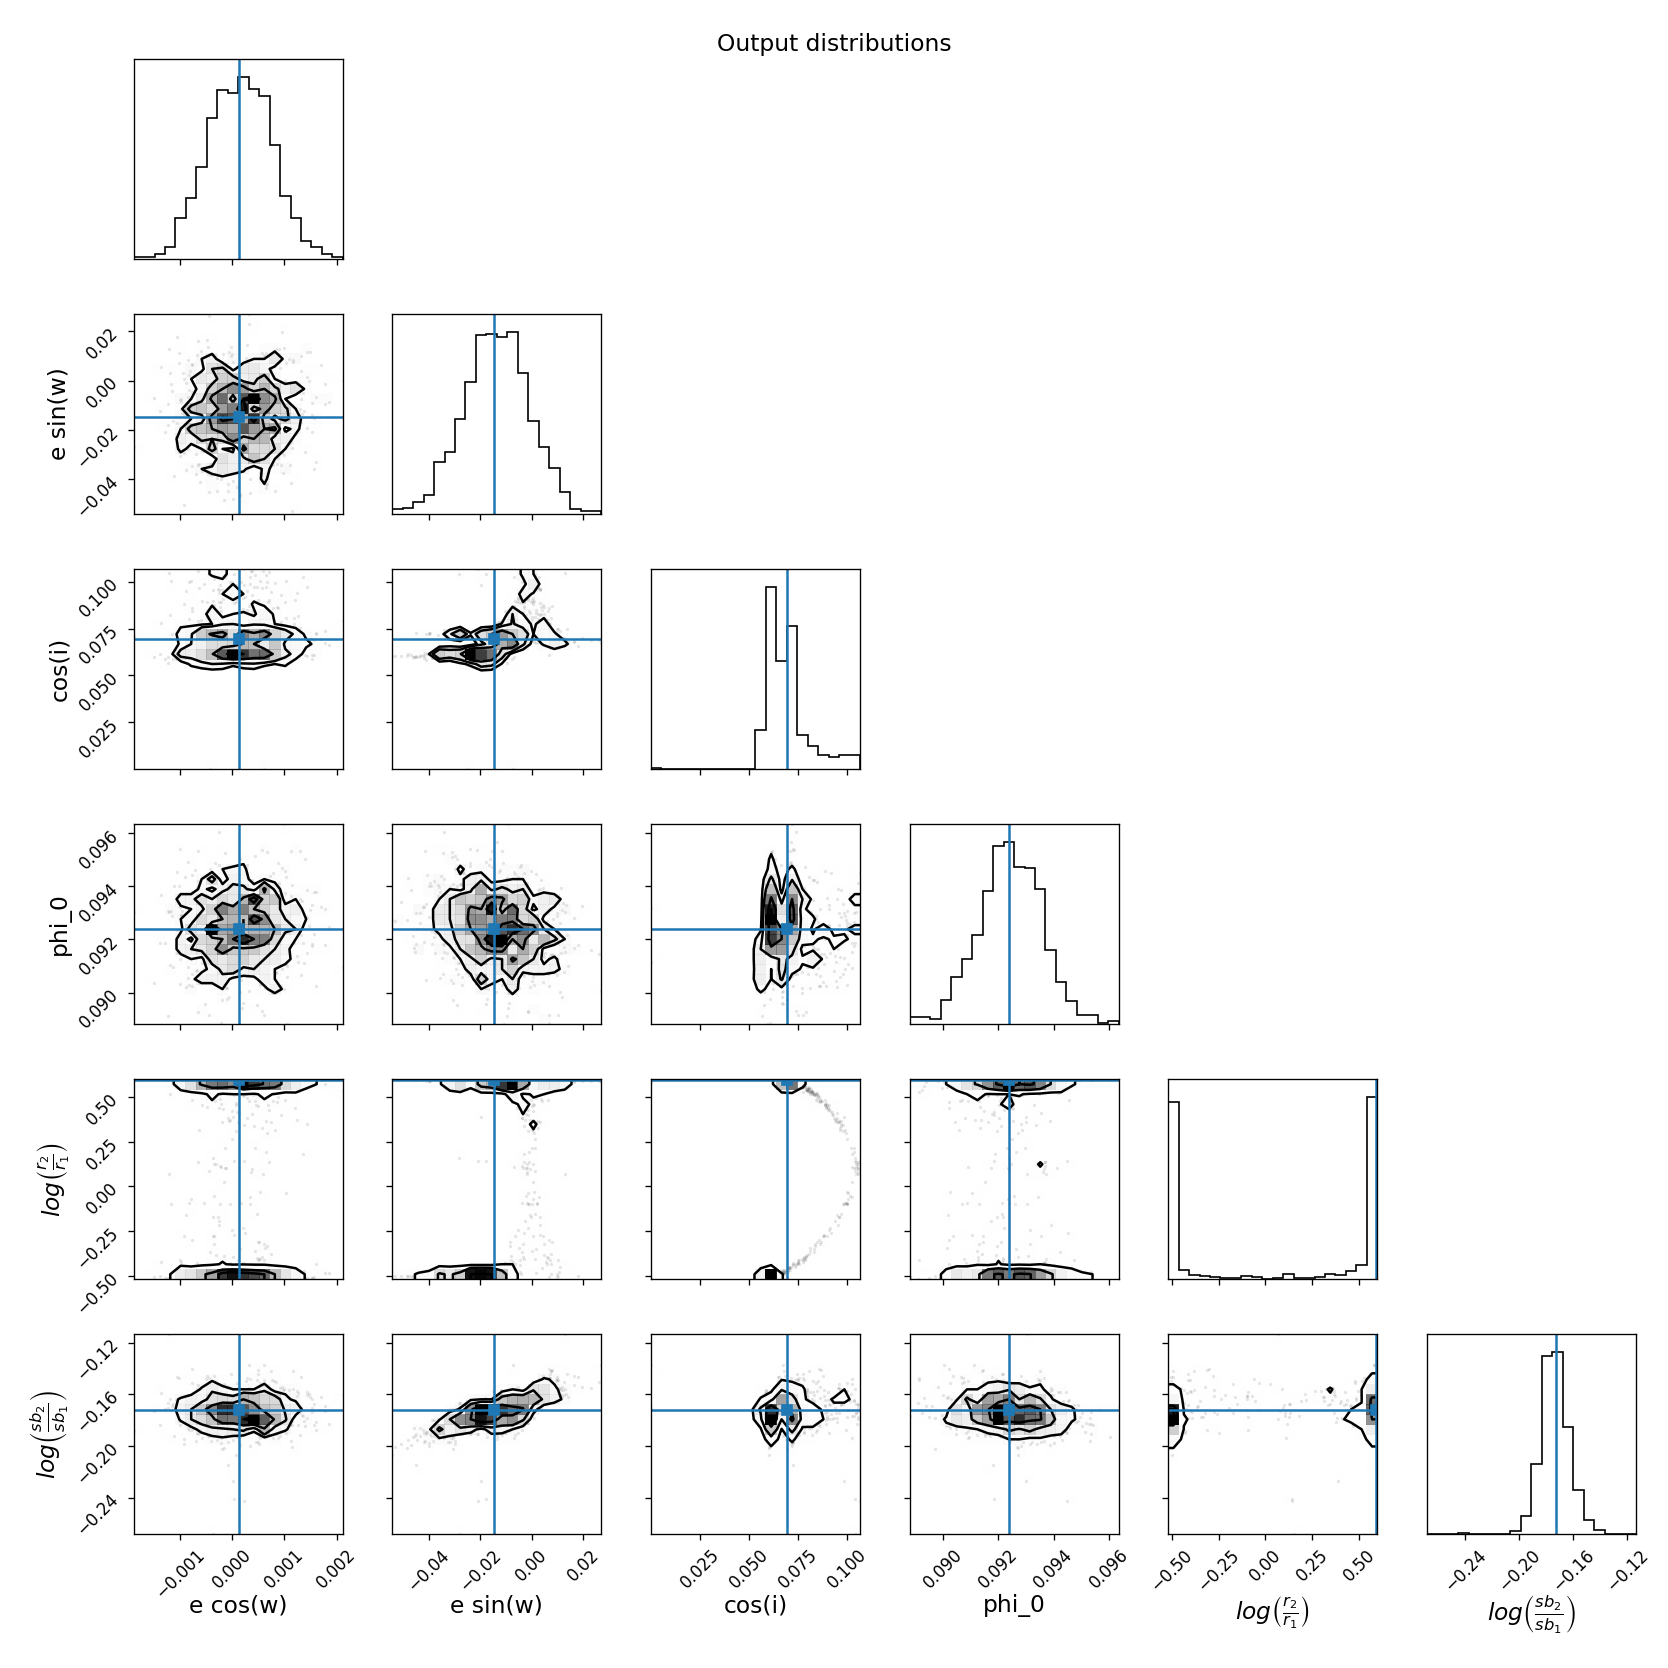 Output distributions
e sin(w)
0.02
0.00
−0.02
−0.04
cos(i)
0.100
0.075
0.050
0.025
phi_0
0.096
0.094
0.092
0.090
log(r2/r1)
0.50
0.25
0.00
−0.25
−0.50
log(sb2/sb1)
−0.12
−0.16
−0.20
−0.24
−0.001 0.000 0.001 0.002
−0.04 −0.02 0.00 0.02
0.025 0.050 0.075 0.100
0.090 0.092 0.094 0.096
−0.50 −0.25 0.00 0.25 0.50
−0.24 −0.20 −0.16 −0.12
e cos(w)
e sin(w)
cos(i)
phi_0
log(r2/r1)
log(sb2/sb1)